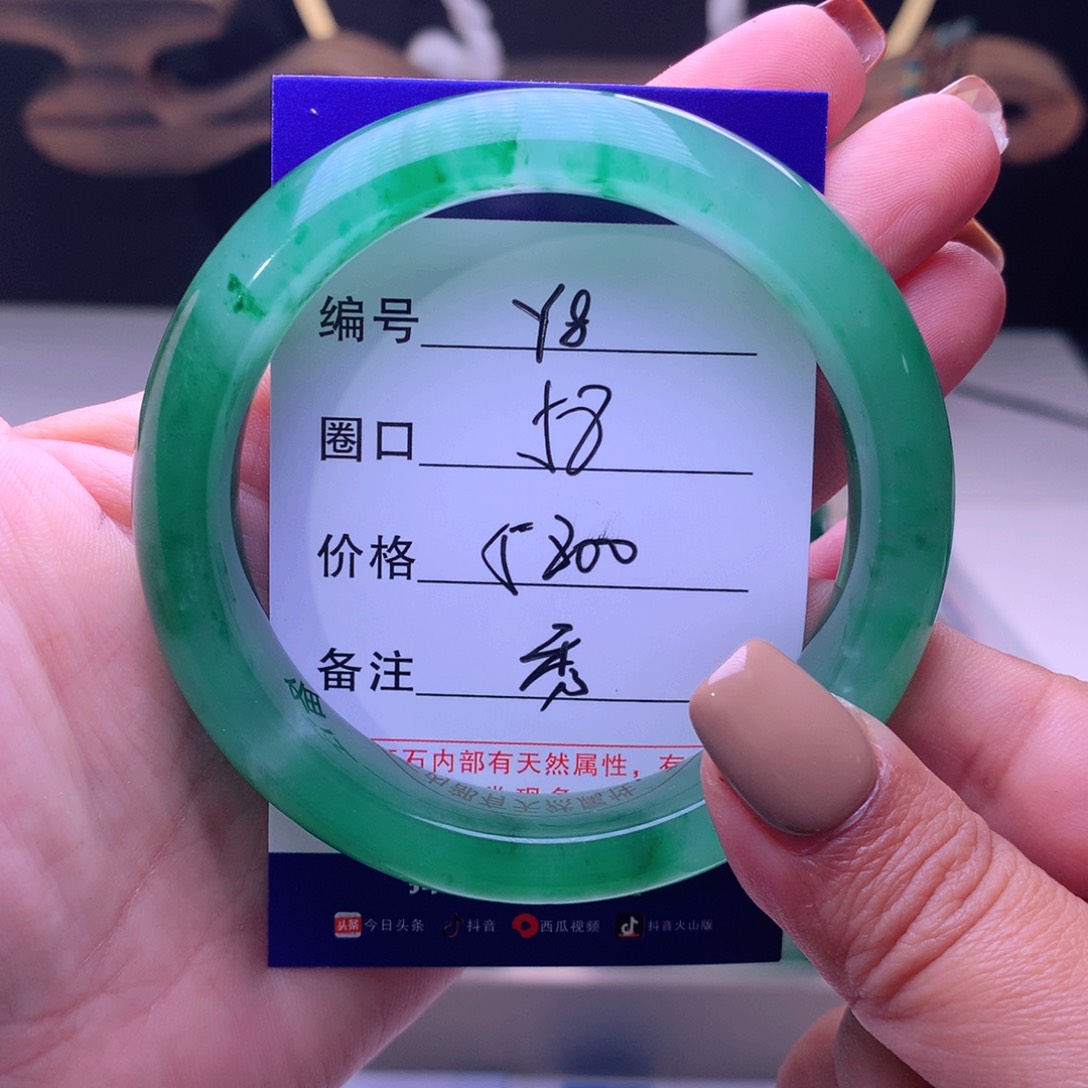 编号 Y8
圈口 58
价格
备注 秀
石内部有天然属性，有
今日头条 抖音 西瓜视频 抖音火山版